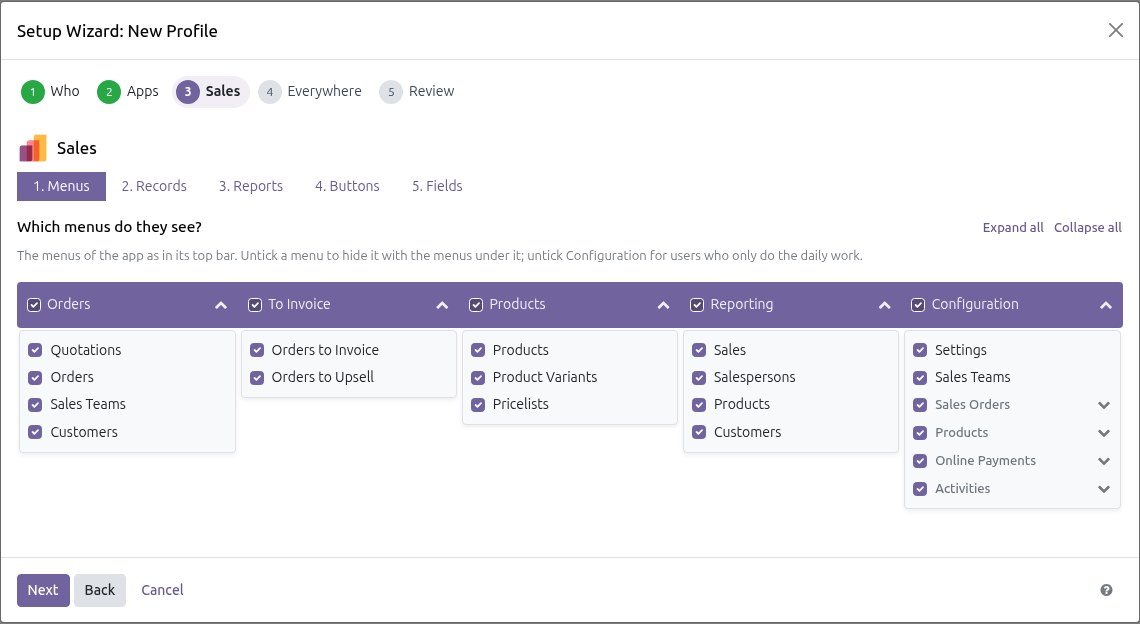 Setup Wizard: New Profile
1 Who 2 Apps 3 Sales 4 Everywhere 5 Review
Sales
1. Menus 2. Records 3. Reports 4. Buttons 5. Fields
Which menus do they see? Expand all Collapse all
The menus of the app as in its top bar. Untick a menu to hide it with the menus under it; untick Configuration for users who only do the daily work.
Orders To Invoice Products Reporting Configuration
Quotations Orders to Invoice Products Sales Settings
Orders Orders to Upsell Product Variants Salespersons Sales Teams
Sales Teams Pricelists Products Sales Orders
Customers Customers Products
Online Payments
Activities
Next Back Cancel ?